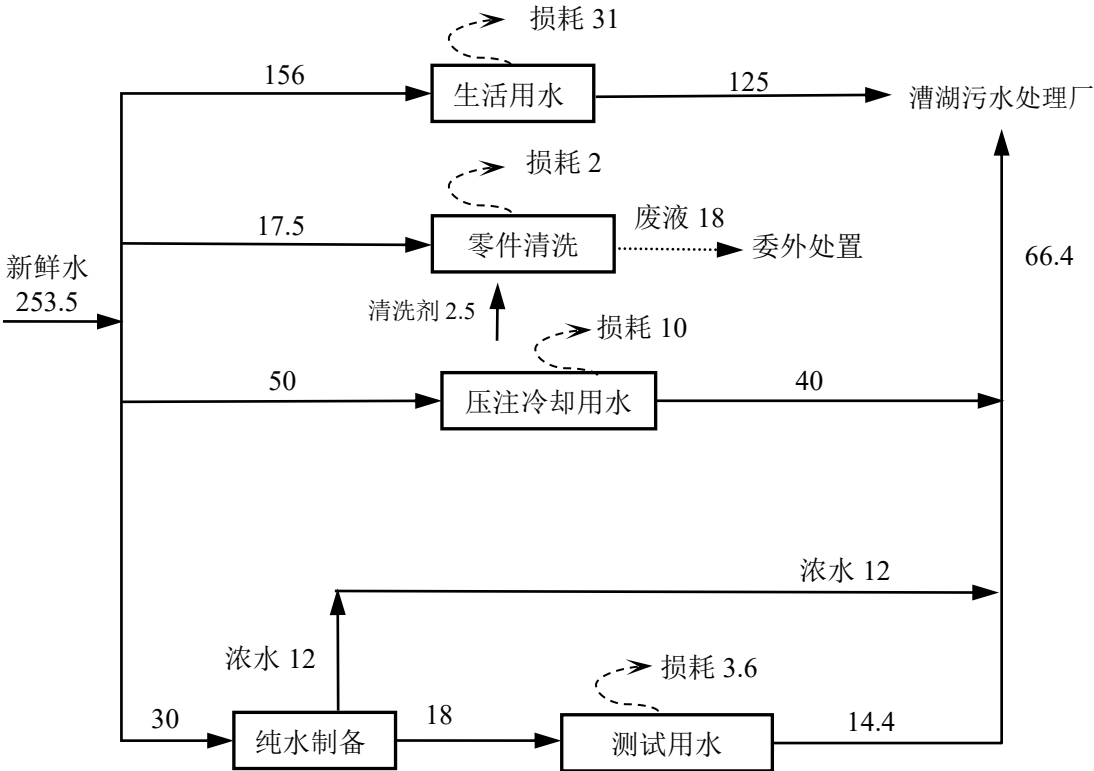 损耗 31
156
生活用水
125
漕湖污水处理厂
损耗 2
17.5
零件清洗
废液 18
委外处置
66.4
新鲜水
253.5
清洗剂 2.5
损耗 10
50
压注冷却用水
40
浓水 12
浓水 12
损耗 3.6
30
纯水制备
18
测试用水
14.4